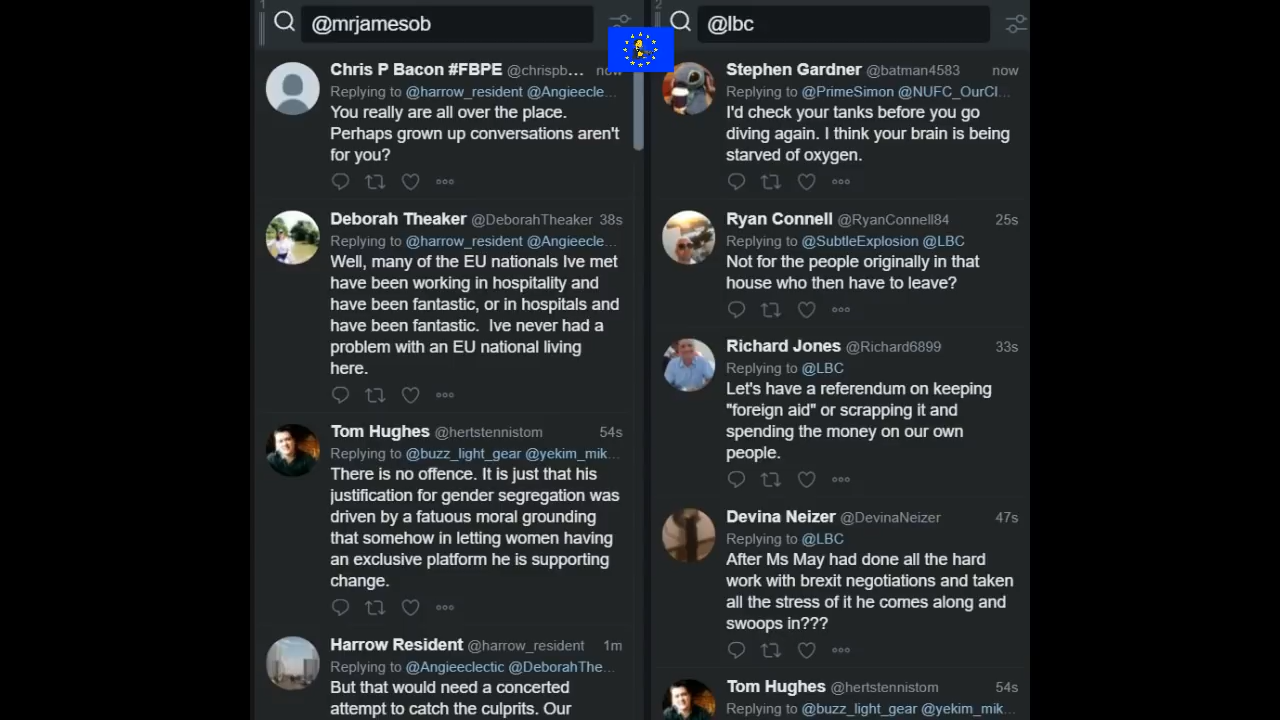 1
@mrjamesob
Chris P Bacon #FBPE @chrispb... now
Replying to @harrow_resident @Angieecle...
You really are all over the place.
Perhaps grown up conversations aren't
for you?
Deborah Theaker @DeborahTheaker 38s
Replying to @harrow_resident @Angieecle...
Well, many of the EU nationals Ive met
have been working in hospitality and
have been fantastic, or in hospitals and
have been fantastic. Ive never had a
problem with an EU national living
here.
Tom Hughes @hertstennistom 54s
Replying to @buzz_light_gear @yekim_mik...
There is no offence. It is just that his
justification for gender segregation was
driven by a fatuous moral grounding
that somehow in letting women having
an exclusive platform he is supporting
change.
Harrow Resident @harrow_resident 1m
Replying to @Angieeclectic @DeborahThe...
But that would need a concerted
attempt to catch the culprits. Our
2
@lbc
Stephen Gardner @batman4583 now
Replying to @PrimeSimon @NUFC_OurCl...
I'd check your tanks before you go
diving again. I think your brain is being
starved of oxygen.
Ryan Connell @RyanConnell84 25s
Replying to @SubtleExplosion @LBC
Not for the people originally in that
house who then have to leave?
Richard Jones @Richard6899 33s
Replying to @LBC
Let's have a referendum on keeping
"foreign aid" or scrapping it and
spending the money on our own
people.
Devina Neizer @DevinaNeizer 47s
Replying to @LBC
After Ms May had done all the hard
work with brexit negotiations and taken
all the stress of it he comes along and
swoops in???
Tom Hughes @hertstennistom 54s
Replying to @buzz_light_gear @yekim_mik...